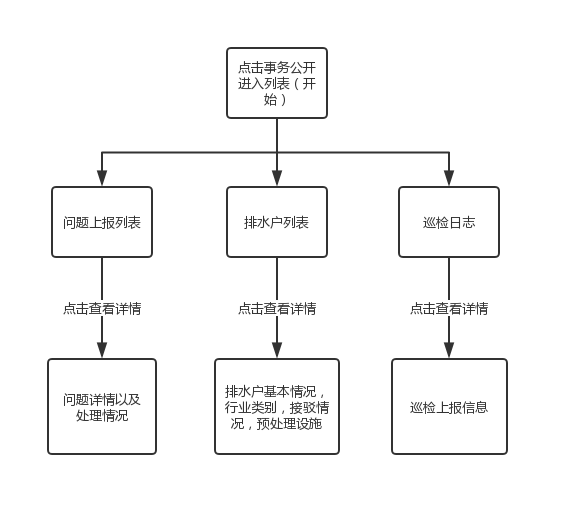 点击事务公开
进入列表（开
始）
问题上报列表
排水户列表
巡检日志
点击查看详情
点击查看详情
点击查看详情
问题详情以及
处理情况
排水户基本情况，
行业类别，接驳情
况，预处理设施
巡检上报信息